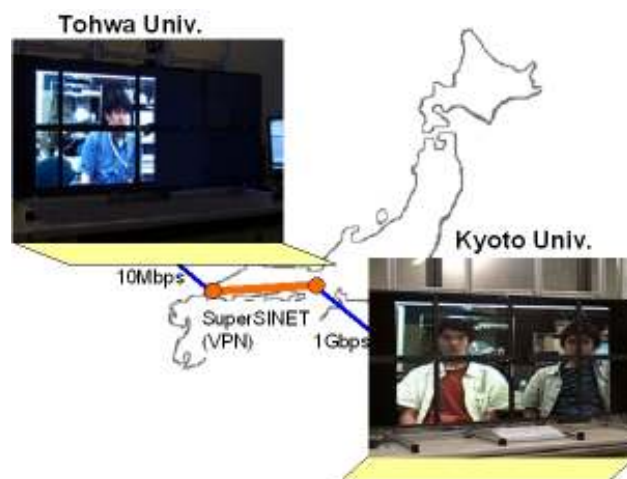 Tohwa Univ.
Kyoto Univ.
10Mbps
SuperSINET
(VPN)
1Gbps